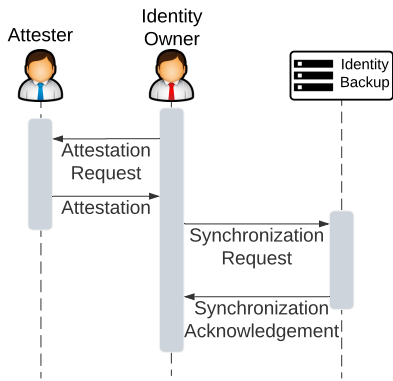 Attester
Identity
Owner
Identity
Backup
Attestation
Request
Attestation
Synchronization
Request
Synchronization
Acknowledgement